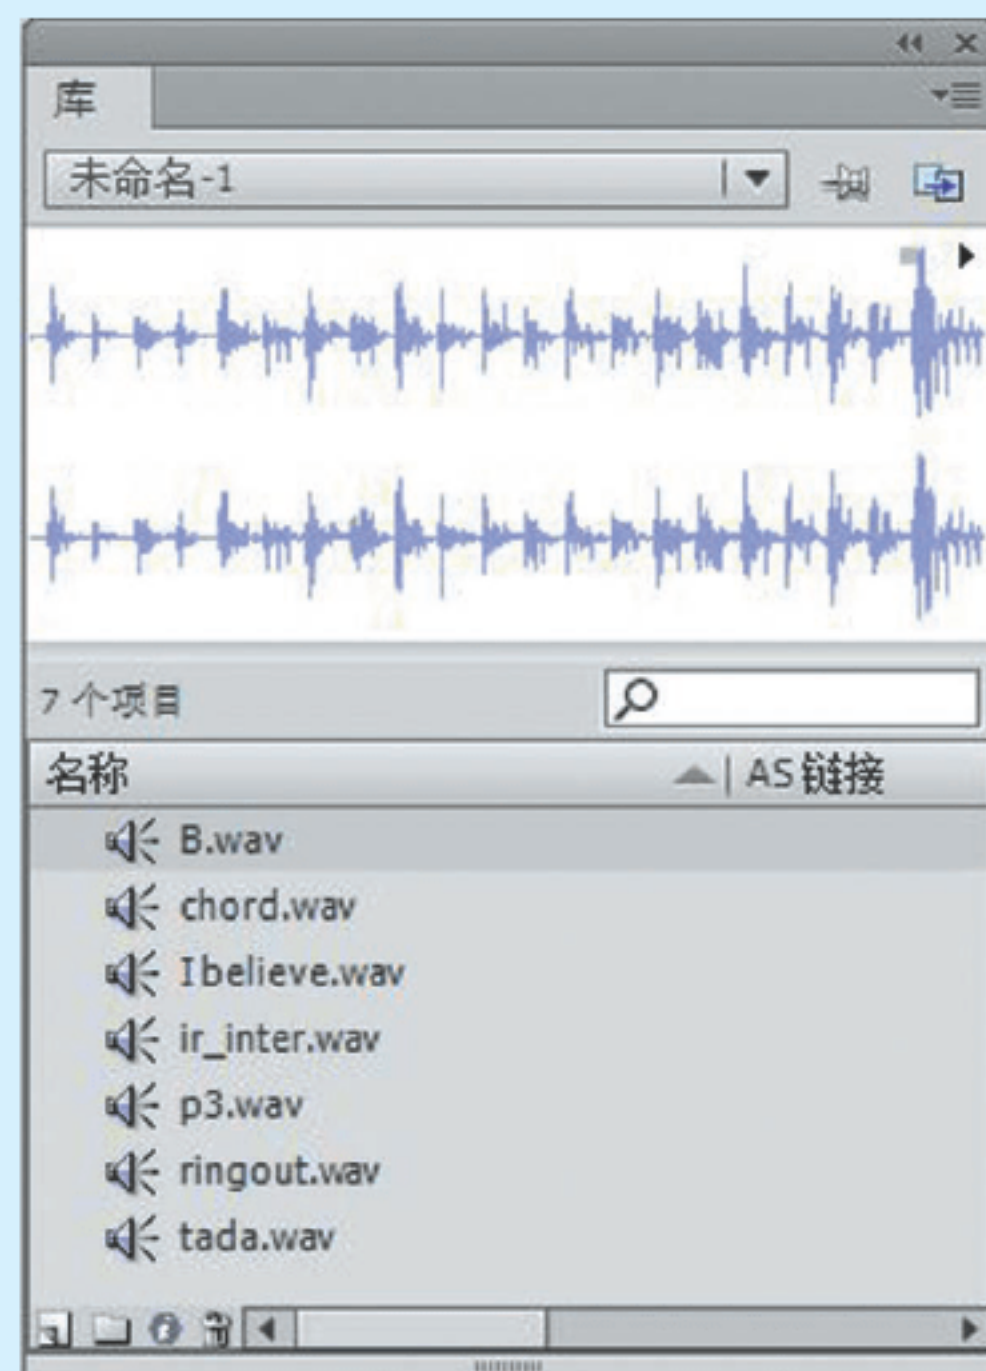 库
未命名-1
7 个项目
名称 AS 链接
B.wav
chord.wav
Ibelieve.wav
ir_inter.wav
p3.wav
ringout.wav
tada.wav